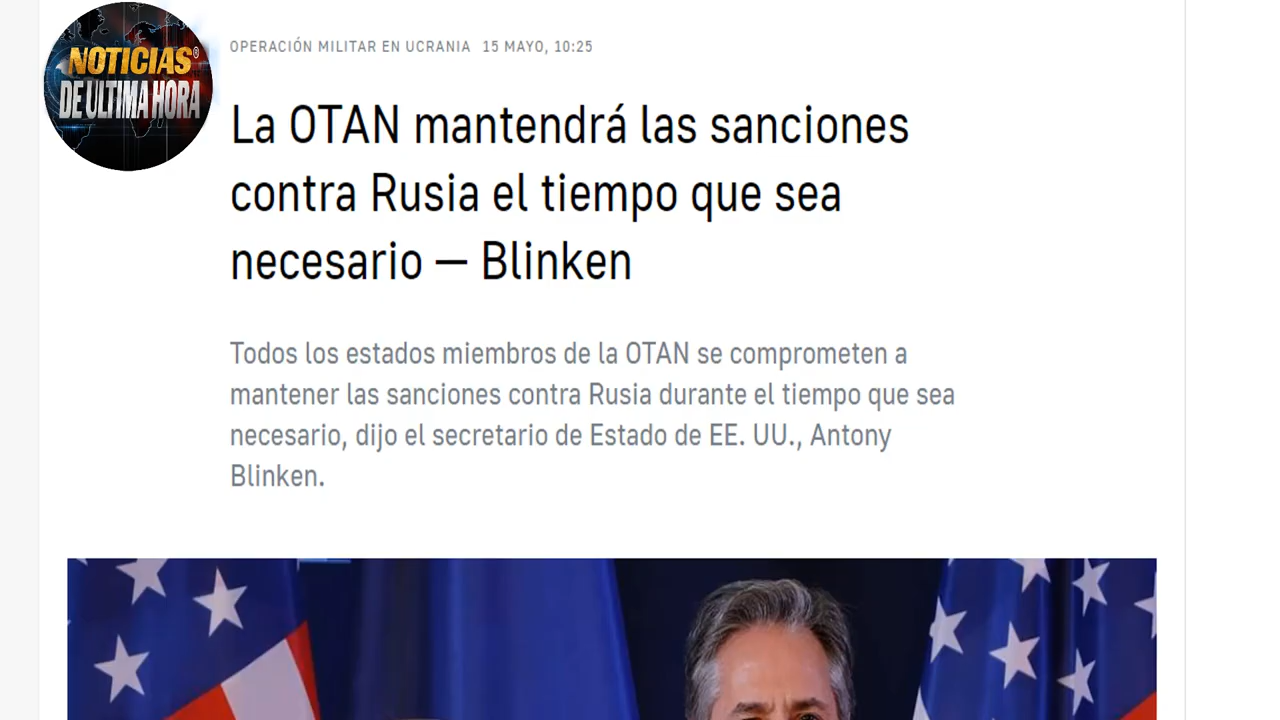 NOTICIAS®
DE ULTIMA HORA
OPERACIÓN MILITAR EN UCRANIA 15 MAYO, 10:25
La OTAN mantendrá las sanciones
contra Rusia el tiempo que sea
necesario — Blinken
Todos los estados miembros de la OTAN se comprometen a
mantener las sanciones contra Rusia durante el tiempo que sea
necesario, dijo el secretario de Estado de EE. UU., Antony
Blinken.